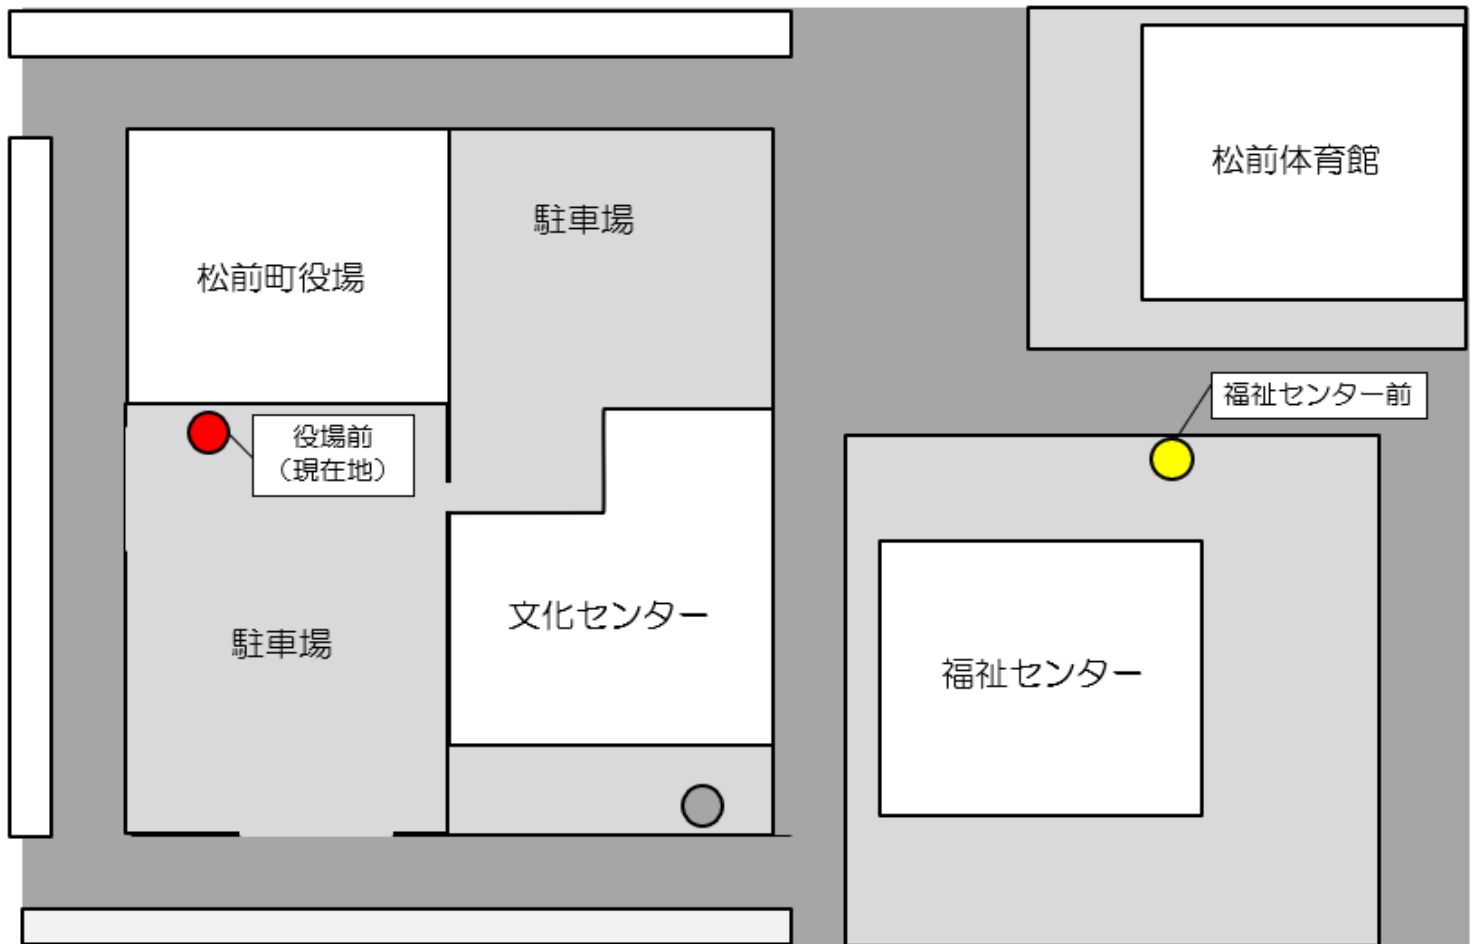 松前体育館
駐車場
松前町役場
福祉センター前
役場前
（現在地）
文化センター
駐車場
福祉センター